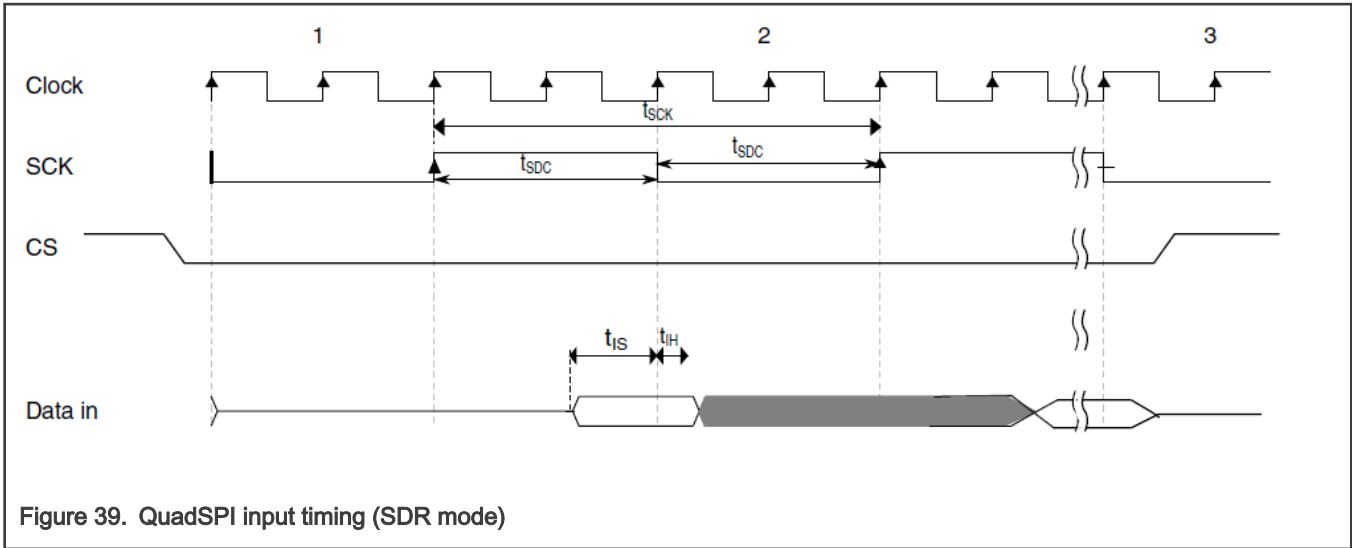 1 2 3
Clock
tSCK
SCK tSDC tSDC
CS
tIS tIH
Data in
Figure 39. QuadSPI input timing (SDR mode)